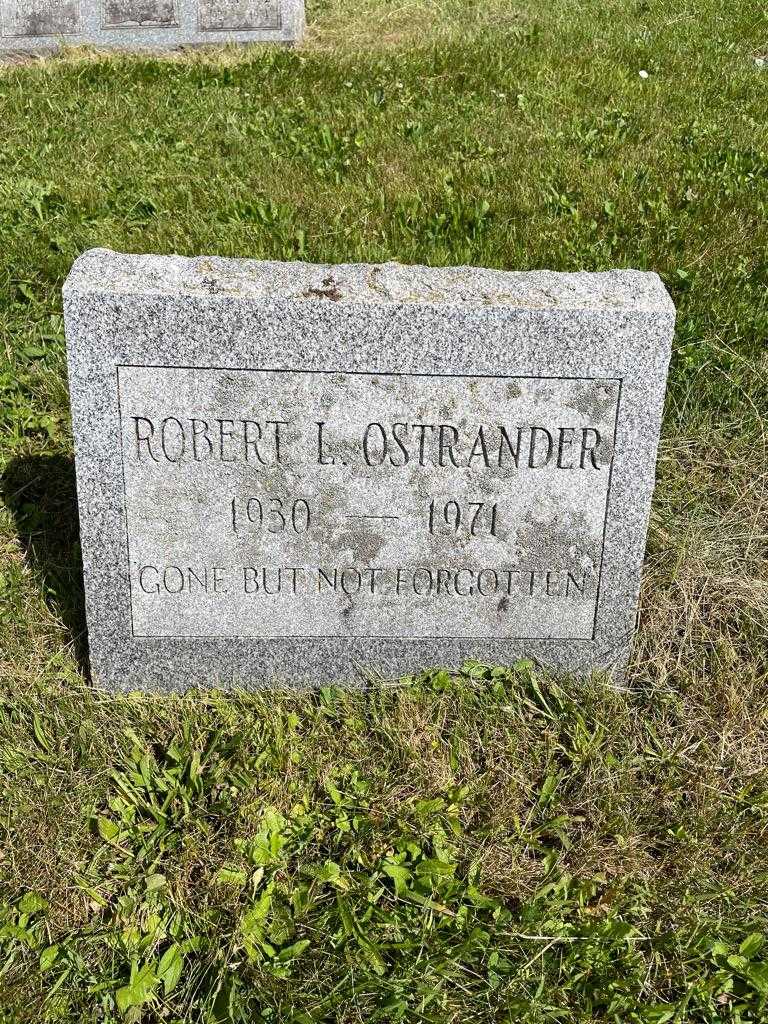 ROBERT L. OSTRANDER
1930 — 1971
"GONE BUT NOT FORGOTTEN"